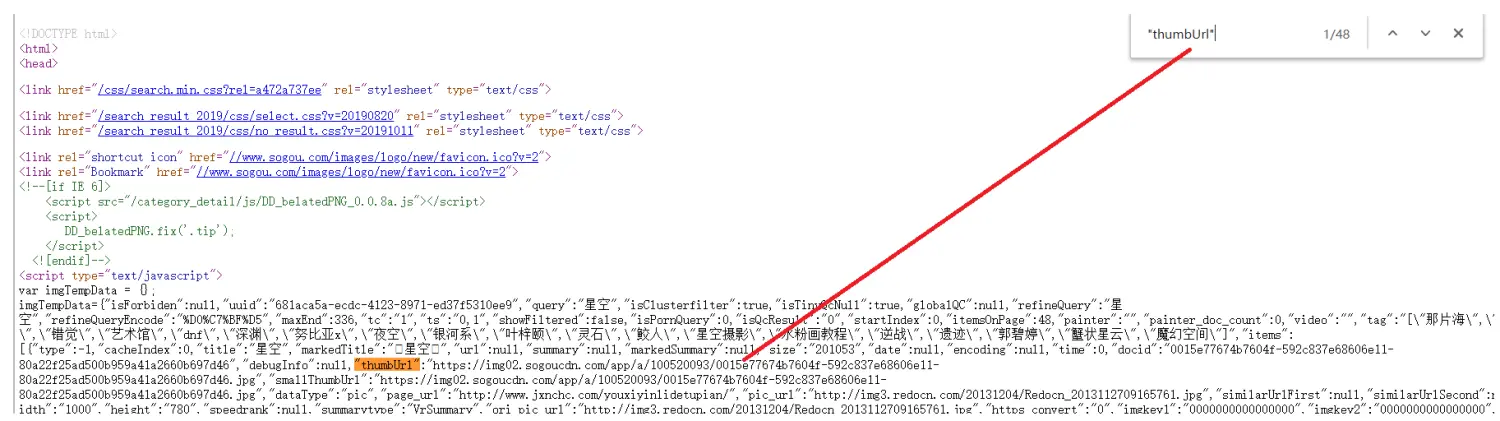 "thumbUrl" 1/48
<!DOCTYPE html>
<html>
<head>
<link href="/css/search.min.css?rel=a472a737ee" rel="stylesheet" type="text/css">
<link href="/search_result_2019/css/select.css?v=20190820" rel="stylesheet" type="text/css">
<link href="/search_result_2019/css/no_result.css?v=20191011" rel="stylesheet" type="text/css">
<link rel="shortcut icon" href="//www.sogou.com/images/logo/new/favicon.ico?v=2">
<link rel="Bookmark" href="//www.sogou.com/images/logo/new/favicon.ico?v=2">
<!--[if IE 6]>
<script src="/category_detail/js/DD_belatedPNG_0.0.8a.js"></script>
<script>
DD_belatedPNG.fix('.tip');
</script>
<![endif]-->
<script type="text/javascript">
var imgTempData = {};
imgTempData={"isForbiden":null,"uuid":"681aca5a-ecdc-4123-8971-ed37f5310ee9","query":"星空","isClusterfilter":true,"isTinyQcNull":true,"globalQC":null,"refineQuery":"星
空","refineQueryEncode":"%D0%C7%BF%D5","maxEnd":336,"tc":"1","ts":"0,1","showFiltered":false,"isPornQuery":0,"isQcResult":"0","startIndex":0,"itemsOnPage":48,"painter":"","painter_doc_count":0,"video":"","tag":"[\"那片海\",\
\",\"错觉\",\"艺术馆\",\"dnf\",\"深渊\",\"努比亚x\",\"夜空\",\"银河系\",\"叶梓颐\",\"灵石\",\"鲛人\",\"星空摄影\",\"水粉画教程\",\"逆战\",\"遗迹\",\"郭碧婷\",\"蟹状星云\",\"魔幻空间\"]","items":
[{"type":-1,"cacheIndex":0,"title":"星空","markedTitle":"星空","url":null,"summary":null,"markedSummary":null,"size":"201053","date":null,"encoding":null,"time":0,"docid":"0015e77674b7604f-592c837e68606e11-
80a22f25ad500b959a41a2660b697d46","debugInfo":null,"thumbUrl":"https://img02.sogoucdn.com/app/a/100520093/0015e77674b7604f-592c837e68606e11-
80a22f25ad500b959a41a2660b697d46.jpg","smallThumbUrl":"https://img02.sogoucdn.com/app/a/100520093/0015e77674b7604f-592c837e68606e11-
80a22f25ad500b959a41a2660b697d46.jpg","dataType":"pic","page_url":"http://www.jxnchc.com/youxiyinlidetupian/","pic_url":"http://img3.redocn.com/20131204/Redocn_2013112709165761.jpg","similarUrlFirst":null,"similarUrlSecond":
idth":"1000","height":"780","speedrank":null,"summarytype":"VrSummary","ori_pic_url":"http://img3.redocn.com/20131204/Redocn_2013112709165761.jpg","https_convert":"0","imgkey1":"0000000000000000","imgkey2":"0000000000000000",